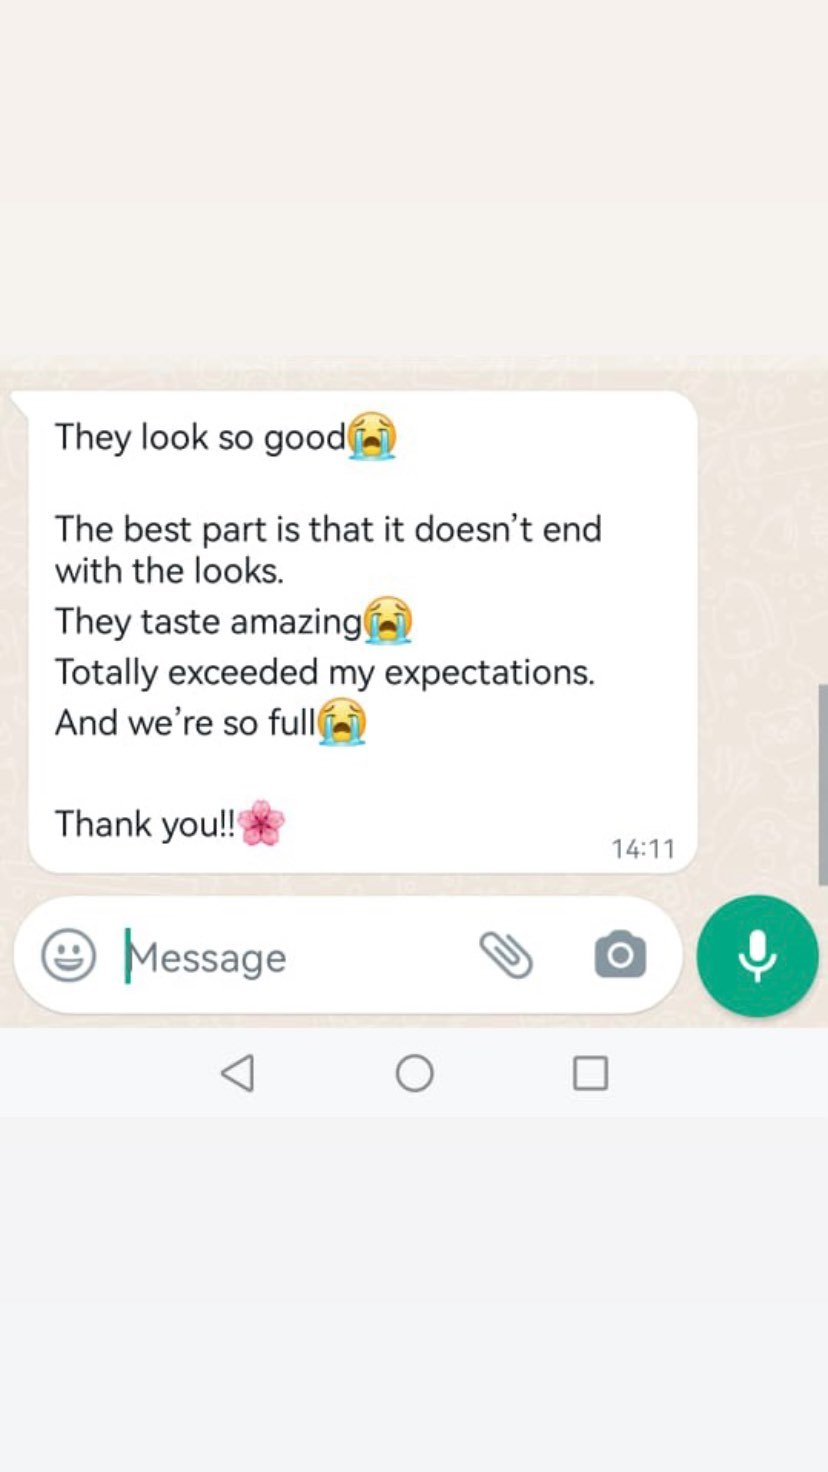 They look so good😭
The best part is that it doesn't end
with the looks.
They taste amazing😭
Totally exceeded my expectations.
And we're so full😭
Thank you!!🌸
14:11
Message